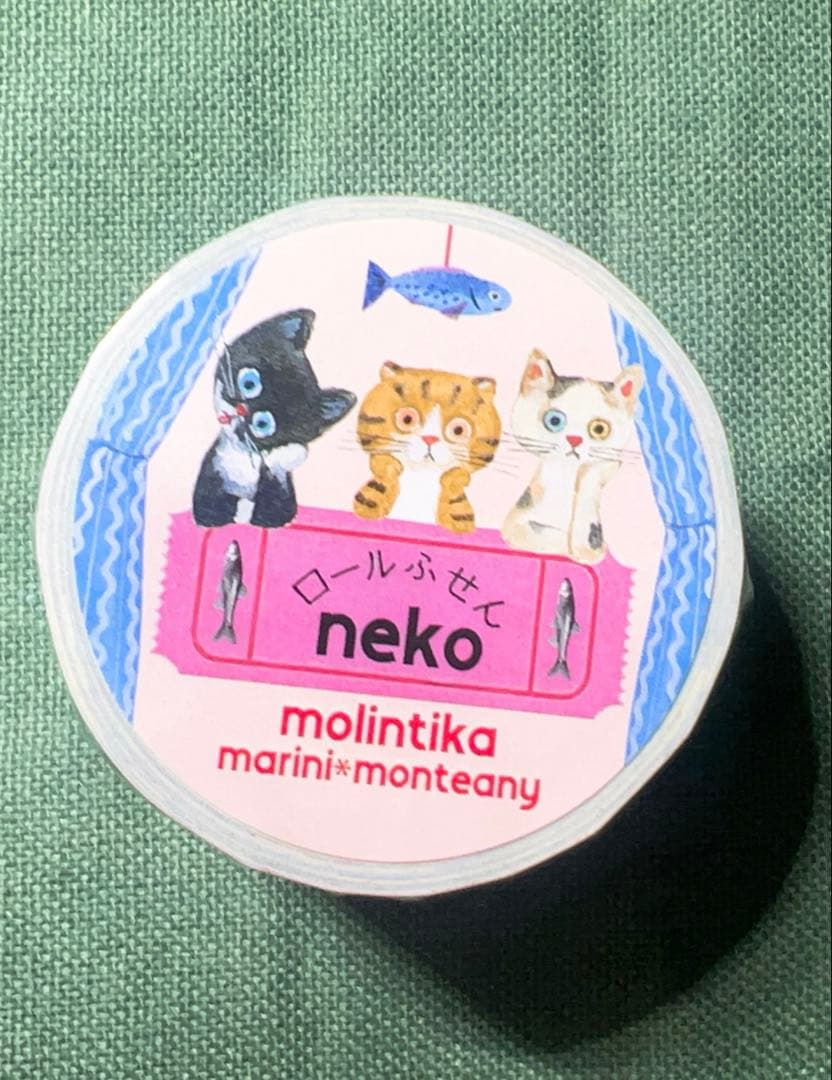 ロールふせん
neko
molintika
marini*monteany